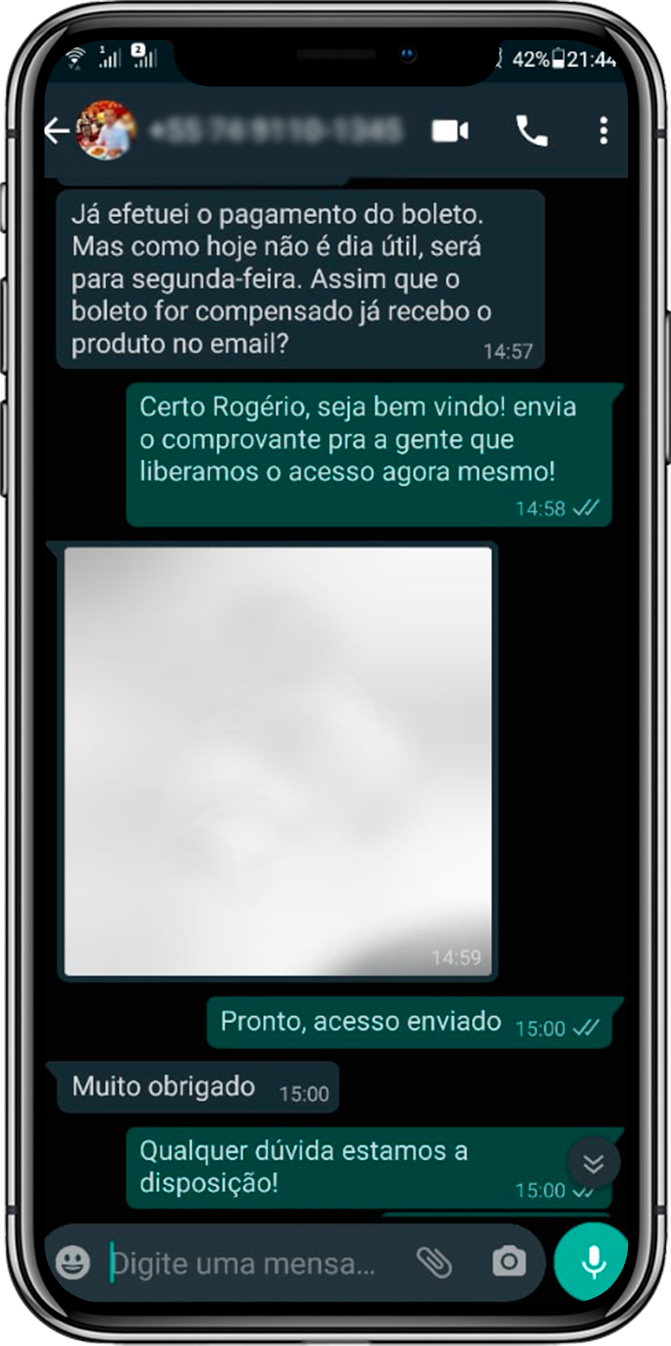 1 2 42% 21:44
Já efetuei o pagamento do boleto.
Mas como hoje não é dia útil, será
para segunda-feira. Assim que o
boleto for compensado já recebo o
produto no email?
14:57
Certo Rogério, seja bem vindo! envia
o comprovante pra a gente que
liberamos o acesso agora mesmo!
14:58
14:59
Pronto, acesso enviado 15:00
Muito obrigado 15:00
Qualquer dúvida estamos a
disposição!
15:00
Digite uma mensa...